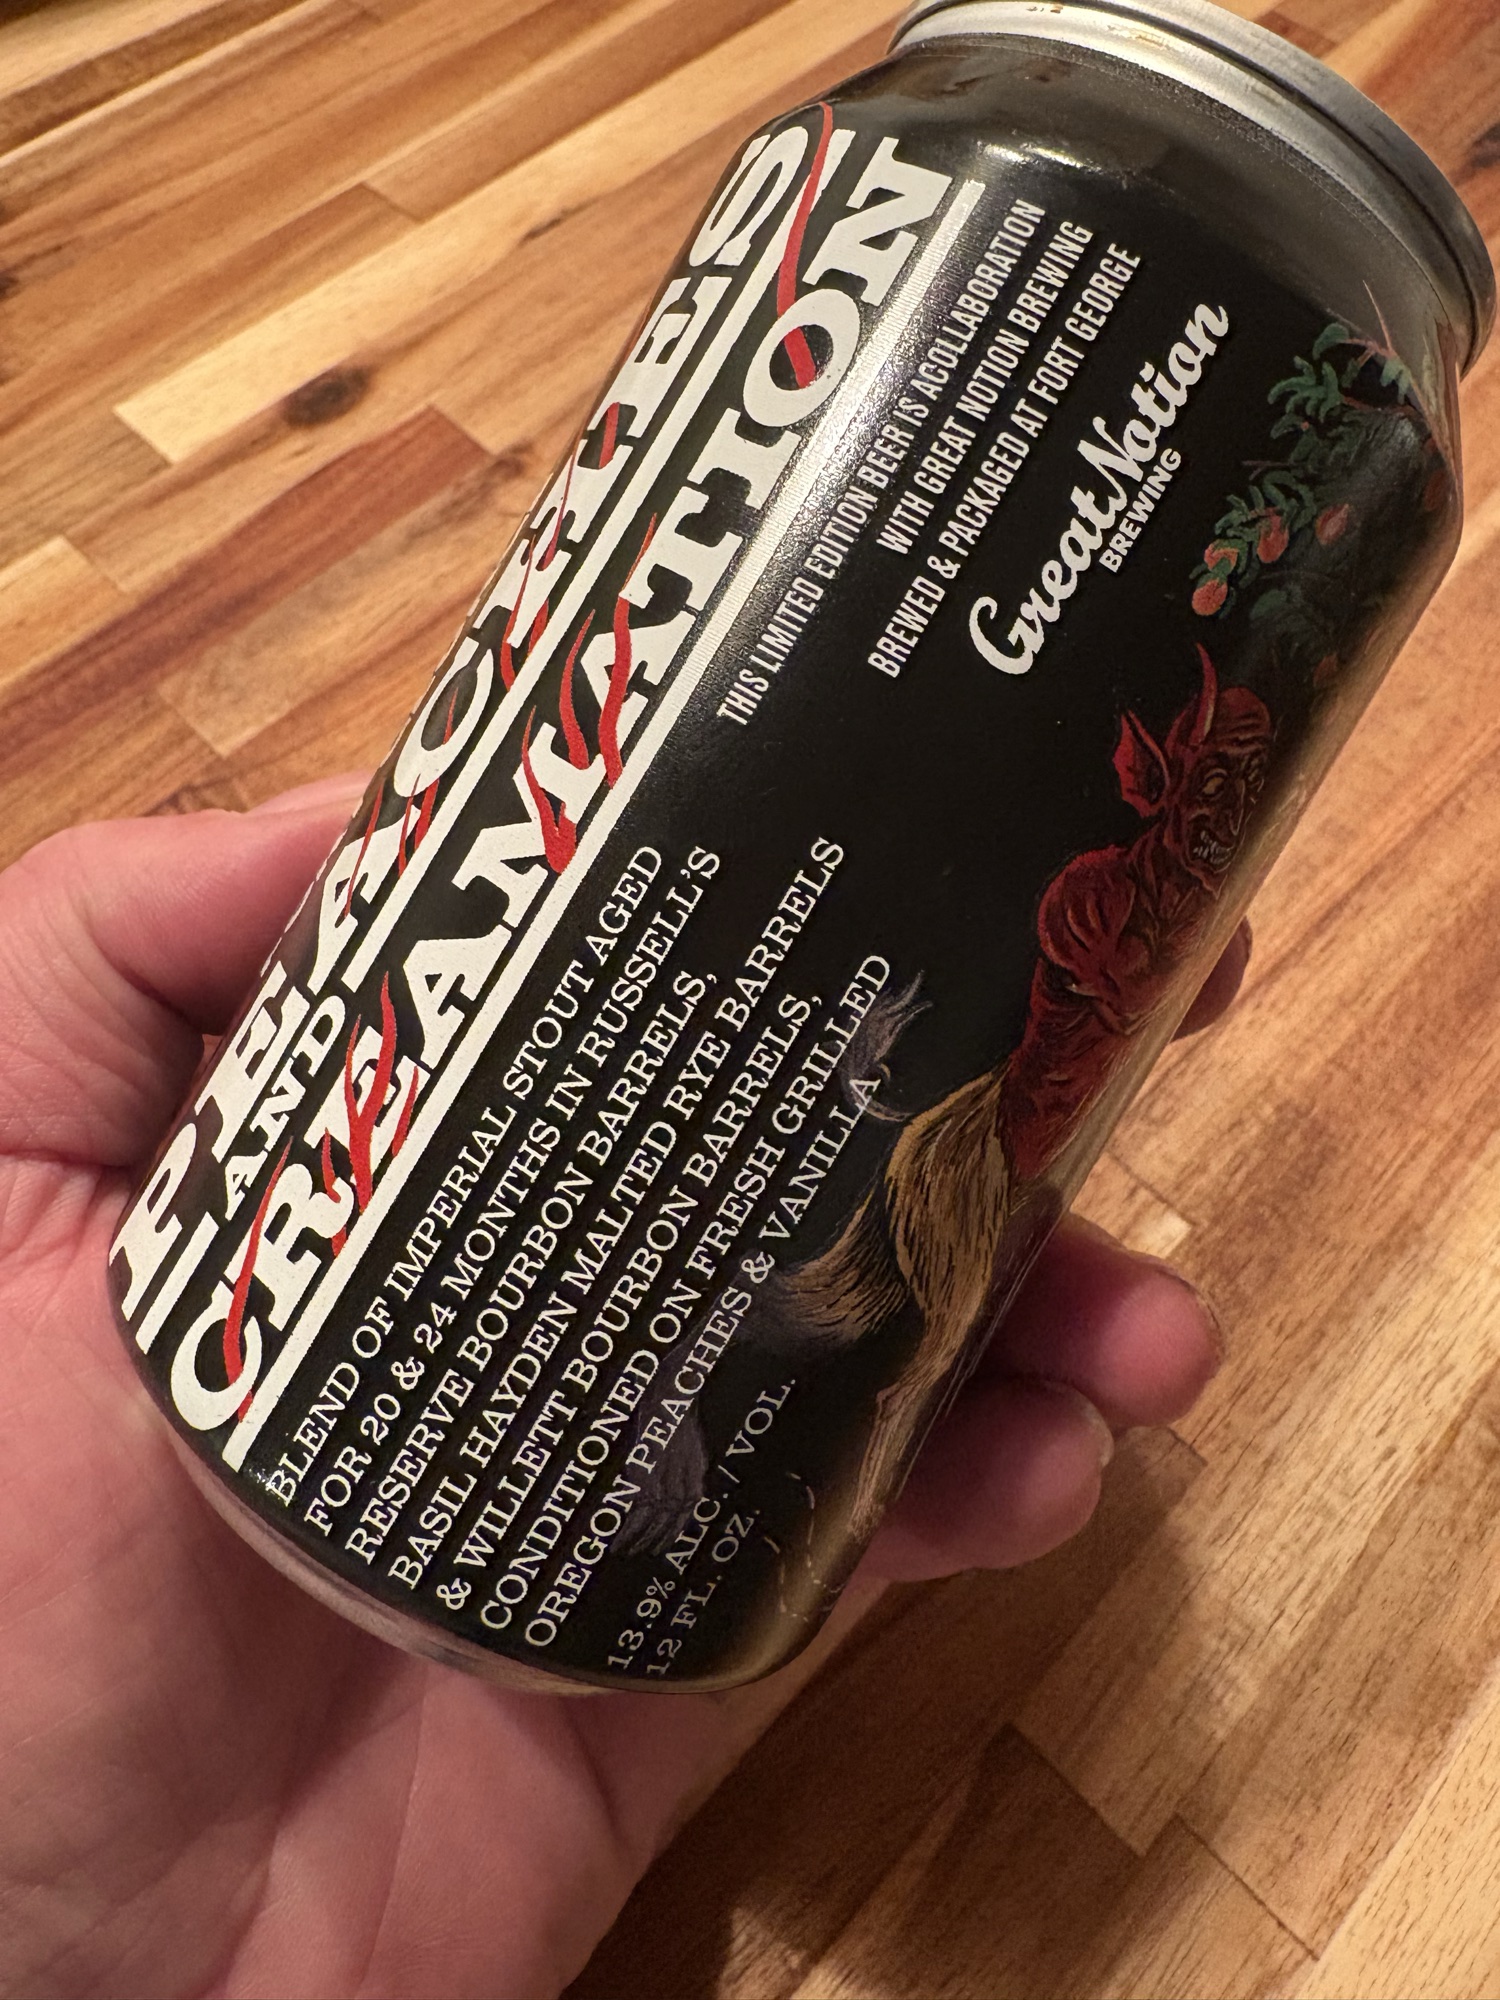 PEACHES
AND
CREAMATION
BLEND OF IMPERIAL STOUT AGED
FOR 20 & 24 MONTHS IN RUSSELL'S
RESERVE BOURBON BARRELS,
BASIL HAYDEN MALTED RYE BARRELS
& WILLETT BOURBON BARRELS,
CONDITIONED ON FRESH GRILLED
OREGON PEACHES & VANILLA
13.9% ALC./VOL.
12 FL. OZ.
THIS LIMITED EDITION BEER IS ACOLLABORATION
WITH GREAT NOTION BREWING
BREWED & PACKAGED AT FORT GEORGE
Great Notion
BREWING